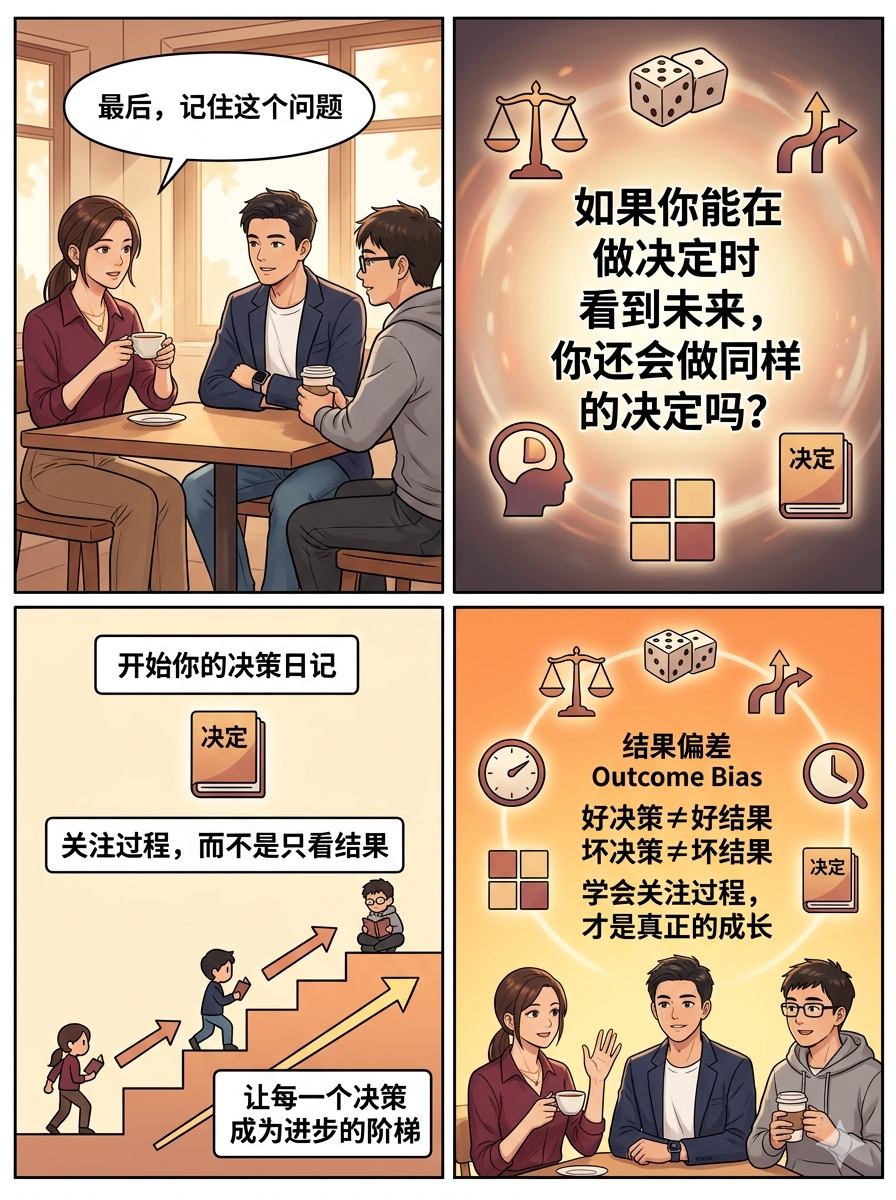 最后，记住这个问题
如果你能在
做决定时
看到未来，
你还会做同样
的决定吗？
决定
开始你的决策日记
决定
关注过程，而不是只看结果
让每一个决策
成为进步的阶梯
结果偏差
Outcome Bias
好决策≠好结果
坏决策≠坏结果
学会关注过程，
才是真正的成长
决定